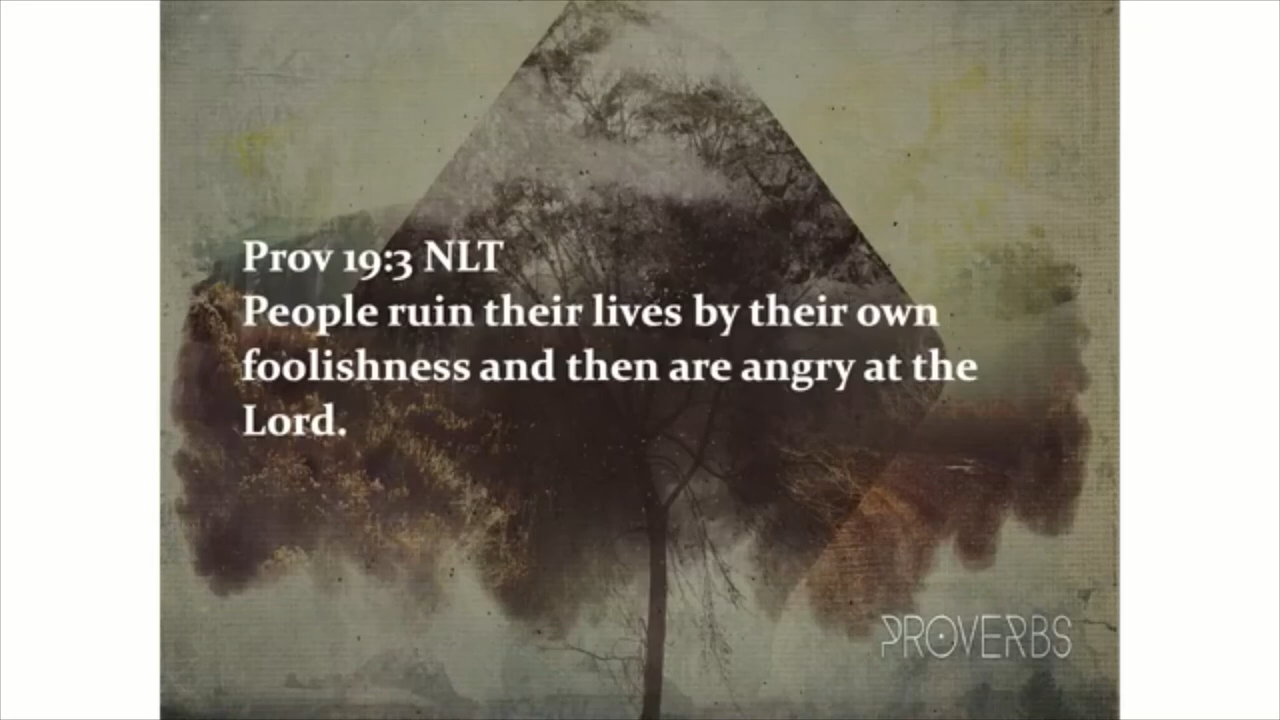 Prov 19:3 NLT
People ruin their lives by their own
foolishness and then are angry at the
Lord.
PROVERBS